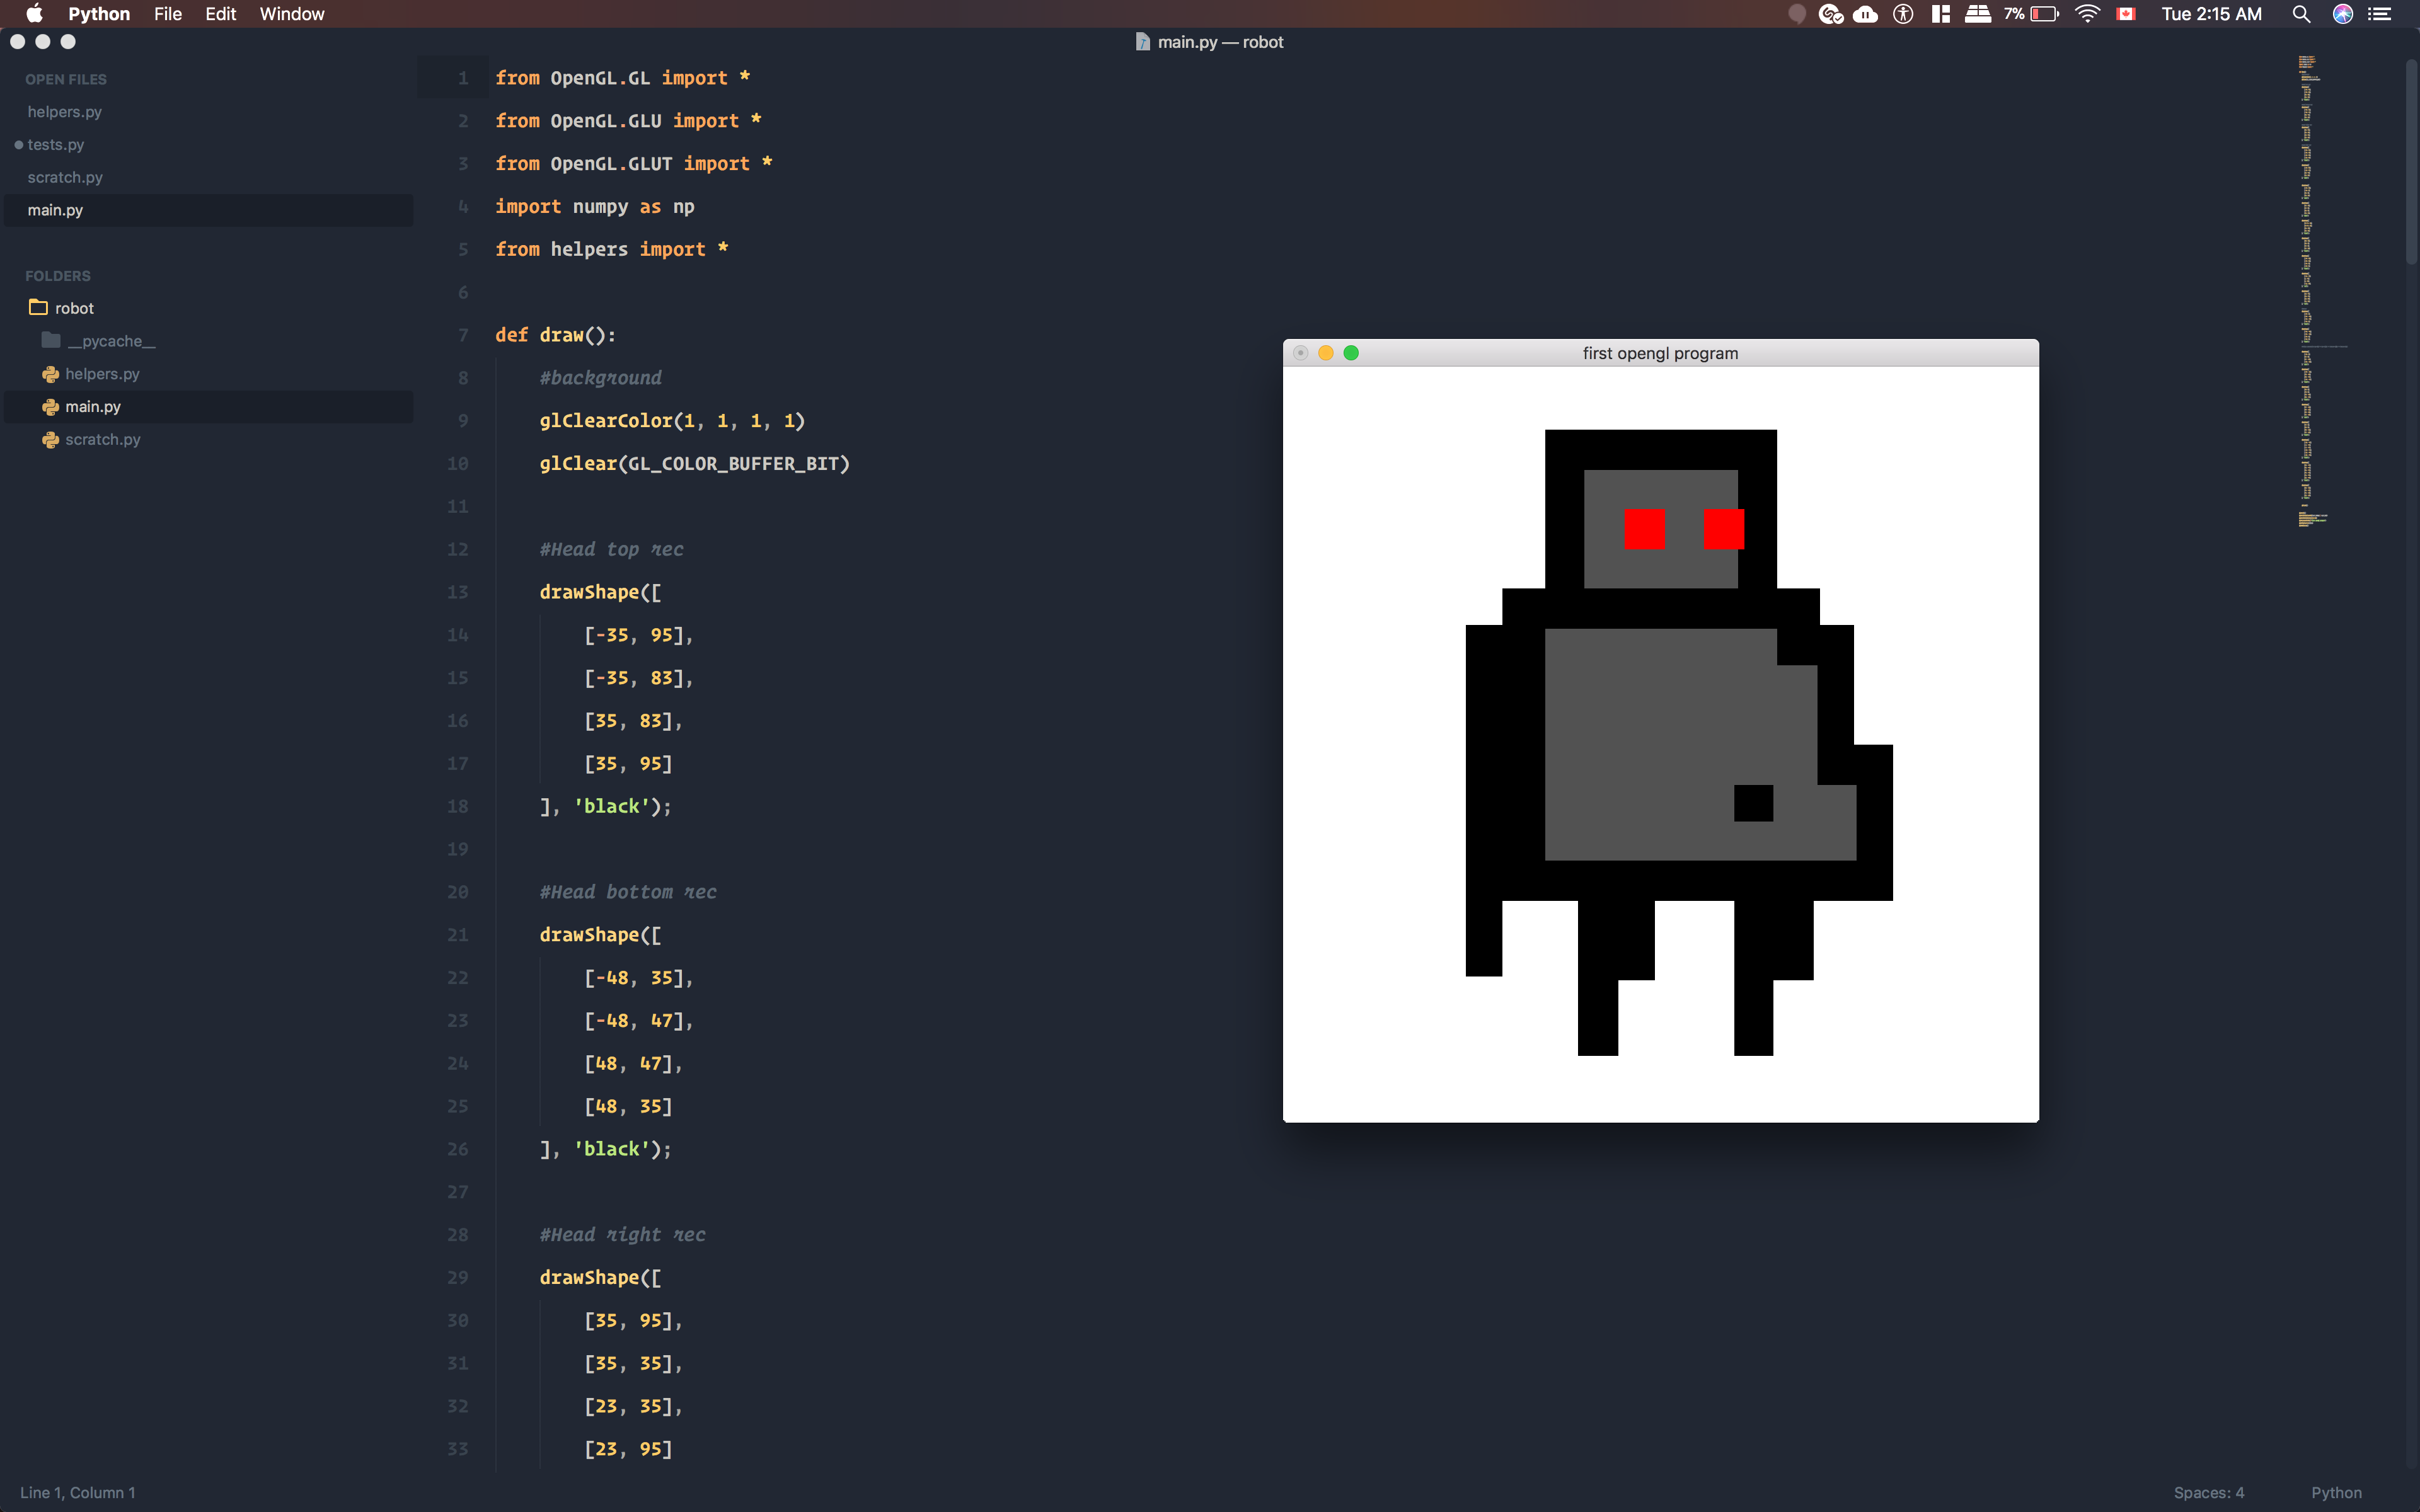 Python File Edit Window 7% Tue 2:15 AM
main.py — robot
OPEN FILES
helpers.py
tests.py
scratch.py
main.py
FOLDERS
robot
__pycache__
helpers.py
main.py
scratch.py
1 from OpenGL.GL import *
2 from OpenGL.GLU import *
3 from OpenGL.GLUT import *
4 import numpy as np
5 from helpers import *
6
7 def draw():
8 #background
9 glClearColor(1, 1, 1, 1)
10 glClear(GL_COLOR_BUFFER_BIT)
11
12 #Head top rec
13 drawShape([
14 [-35, 95],
15 [-35, 83],
16 [35, 83],
17 [35, 95]
18 ], 'black');
19
20 #Head bottom rec
21 drawShape([
22 [-48, 35],
23 [-48, 47],
24 [48, 47],
25 [48, 35]
26 ], 'black');
27
28 #Head right rec
29 drawShape([
30 [35, 95],
31 [35, 35],
32 [23, 35],
33 [23, 95]
first opengl program
Line 1, Column 1
Spaces: 4
Python